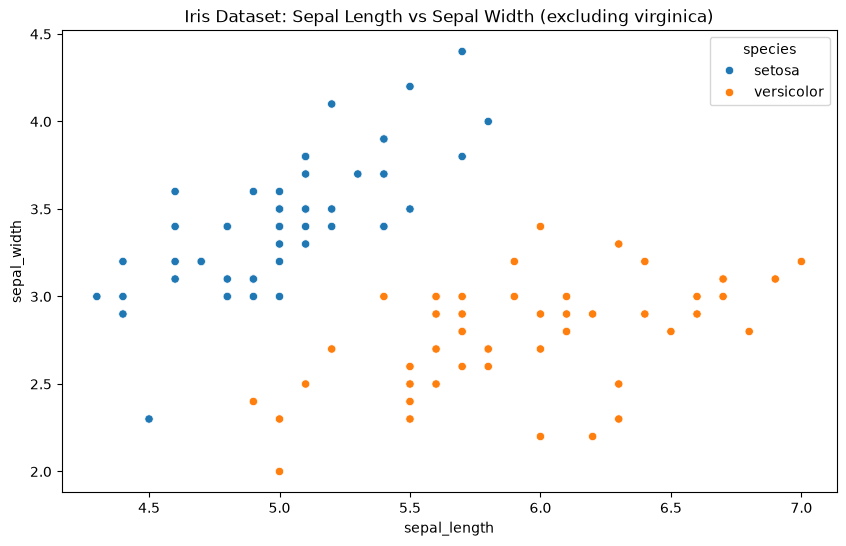 Iris Dataset: Sepal Length vs Sepal Width (excluding virginica)
species
setosa
versicolor
4.5
4.0
3.5
3.0
2.5
2.0
sepal_width
4.5 5.0 5.5 6.0 6.5 7.0
sepal_length